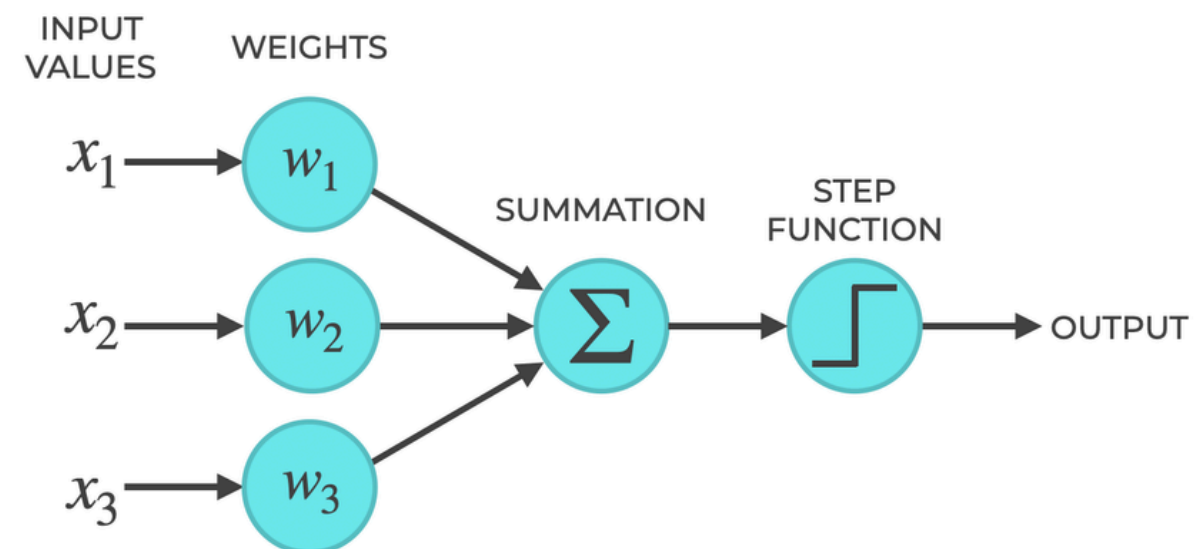 INPUT
VALUES
WEIGHTS
x₁
w₁
SUMMATION
STEP
FUNCTION
x₂
w₂
Σ
OUTPUT
x₃
w₃